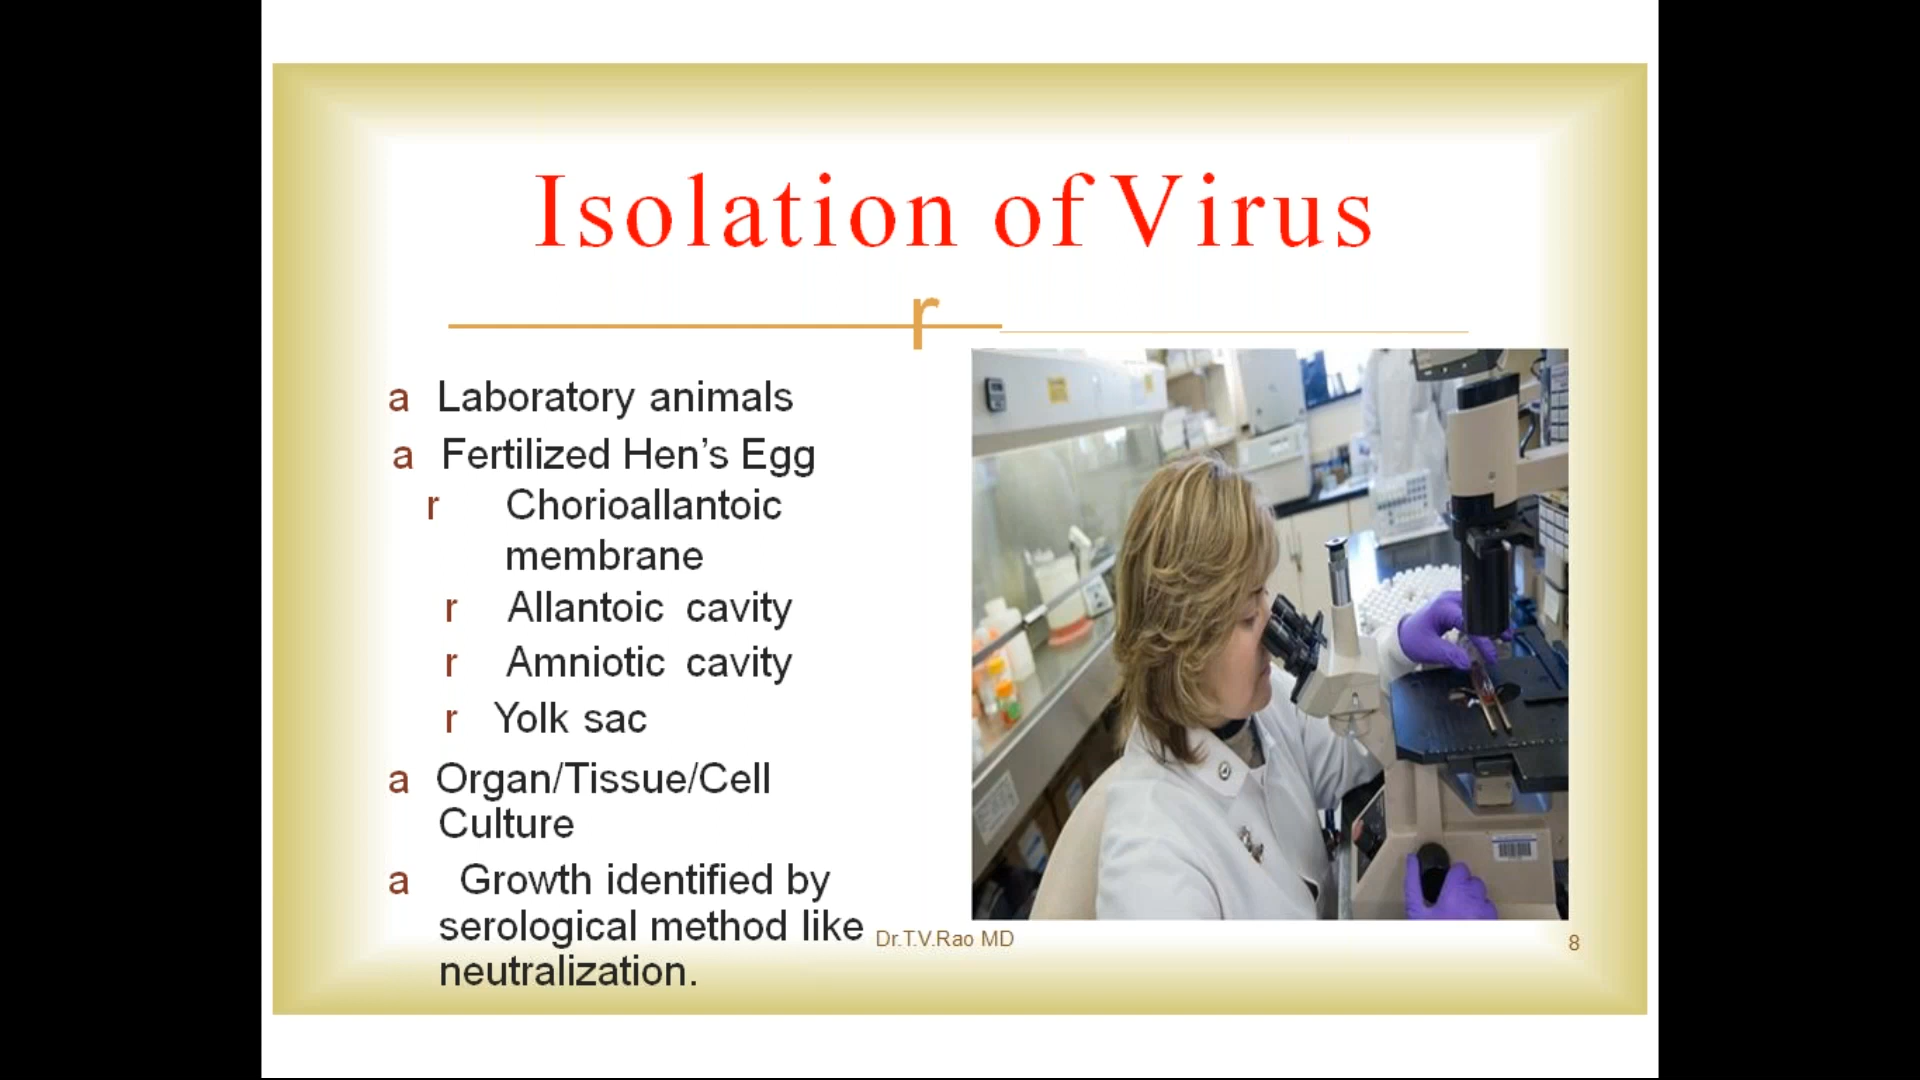 Isolation of Virus
r
a Laboratory animals
a Fertilized Hen’s Egg
r Chorioallantoic
membrane
r Allantoic cavity
r Amniotic cavity
r Yolk sac
a Organ/Tissue/Cell
Culture
a Growth identified by
serological method like
neutralization.
Dr.T.V.Rao MD
8